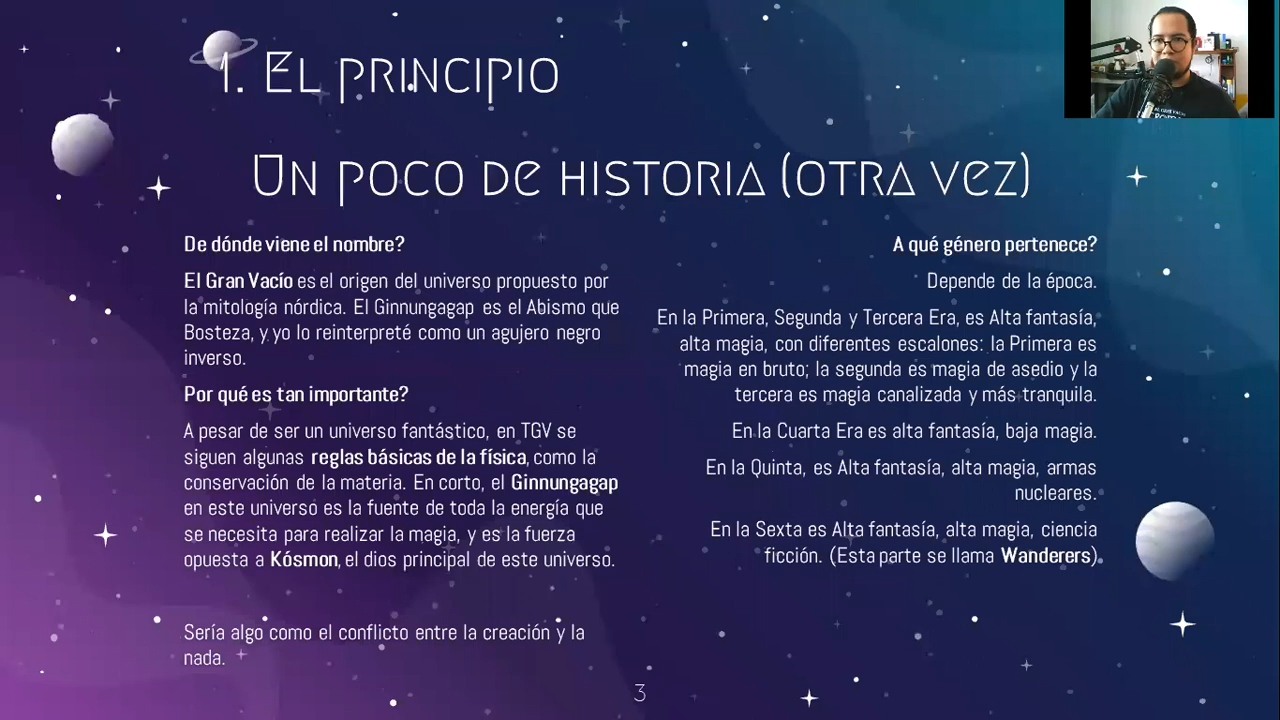 1. El principio
Un poco de historia (otra vez)
De dónde viene el nombre?
El Gran Vacío es el origen del universo propuesto por
la mitología nórdica. El Ginnungagap es el Abismo que
Bosteza, y yo lo reinterpreté como un agujero negro
inverso.
Por qué es tan importante?
A pesar de ser un universo fantástico, en TGV se
siguen algunas reglas básicas de la física, como la
conservación de la materia. En corto, el Ginnungagap
en este universo es la fuente de toda la energía que
se necesita para realizar la magia, y es la fuerza
opuesta a Kósmon, el dios principal de este universo.
Sería algo como el conflicto entre la creación y la
nada.
A qué género pertenece?
Depende de la época.
En la Primera, Segunda y Tercera Era, es Alta fantasía,
alta magia, con diferentes escalones: la Primera es
magia en bruto; la segunda es magia de asedio y la
tercera es magia canalizada y más tranquila.
En la Cuarta Era es alta fantasía, baja magia.
En la Quinta, es Alta fantasía, alta magia, armas
nucleares.
En la Sexta es Alta fantasía, alta magia, ciencia
ficción. (Esta parte se llama Wanderers).
3